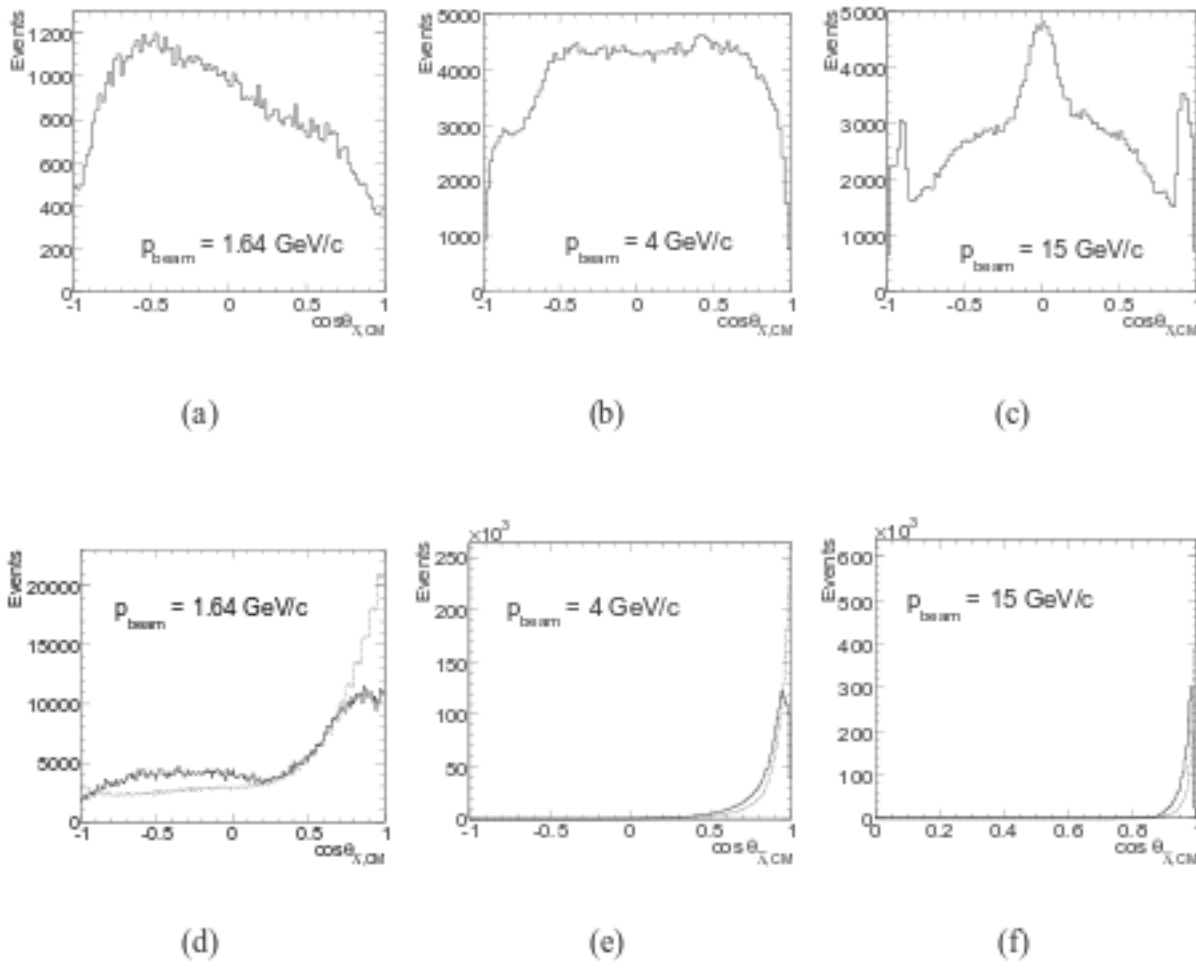 Events
1200
1000
800
600
400
200
0
-1
-0.5
0
0.5
1
p_beam = 1.64 GeV/c
cosθ_Λ̄,CM
Events
5000
4000
3000
2000
1000
0
-1
-0.5
0
0.5
1
p_beam = 4 GeV/c
cosθ_Λ̄,CM
Events
5000
4000
3000
2000
1000
0
-1
-0.5
0
0.5
1
p_beam = 15 GeV/c
cosθ_Λ̄,CM
(a)
(b)
(c)
Events
20000
15000
10000
5000
0
-1
-0.5
0
0.5
1
p_beam = 1.64 GeV/c
cosθ_Λ̄,CM
×10³
Events
250
200
150
100
50
0
-1
-0.5
0
0.5
1
p_beam = 4 GeV/c
cosθ_Λ̄,CM
×10³
Events
600
500
400
300
200
100
0
0
0.2
0.4
0.6
0.8
1
p_beam = 15 GeV/c
cosθ_Λ̄,CM
(d)
(e)
(f)